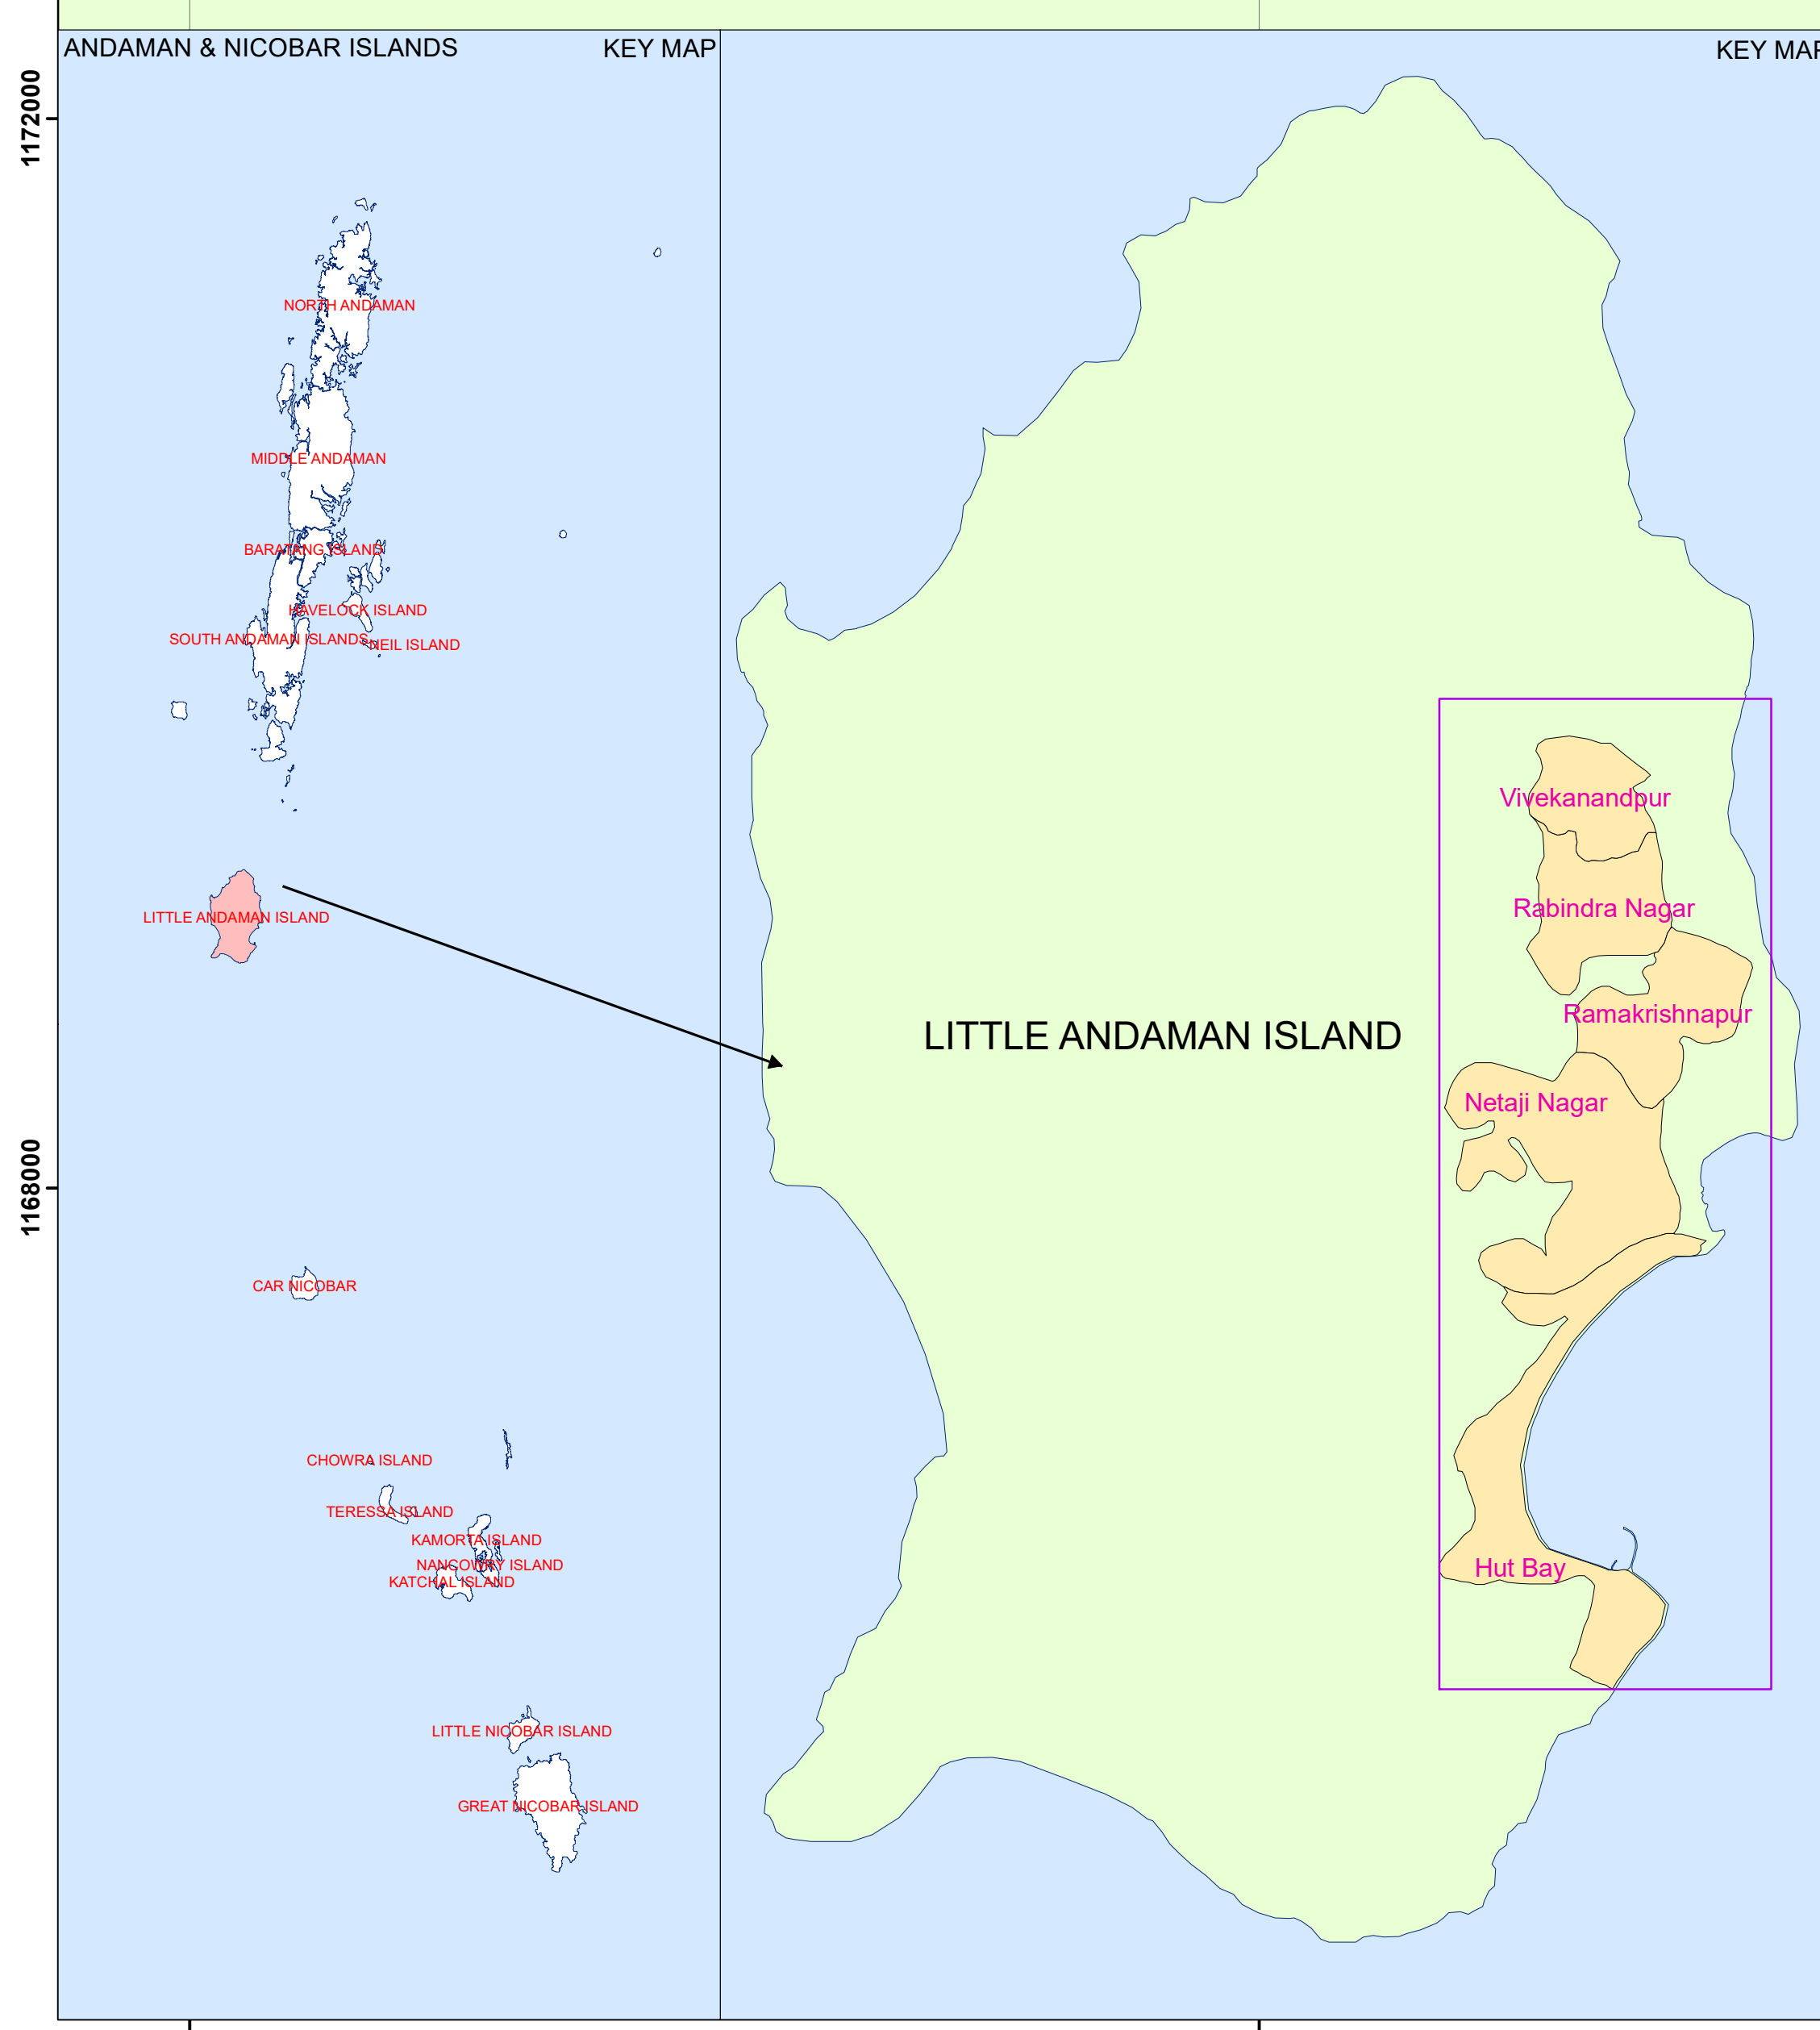 ANDAMAN & NICOBAR ISLANDS
KEY MAP
KEY MAP
1172000
NORTH ANDAMAN
MIDDLE ANDAMAN
BARATANG ISLAND
HAVELOCK ISLAND
SOUTH ANDAMAN ISLANDS
NEIL ISLAND
Vivekanandpur
Rabindra Nagar
LITTLE ANDAMAN ISLAND
Ramakrishnapur
LITTLE ANDAMAN ISLAND
Netaji Nagar
1168000
CAR NICOBAR
CHOWRA ISLAND
TERESSA ISLAND
KAMORTA ISLAND
NANCOWRY ISLAND
Hut Bay
KATCHAL ISLAND
LITTLE NICOBAR ISLAND
GREAT NICOBAR ISLAND